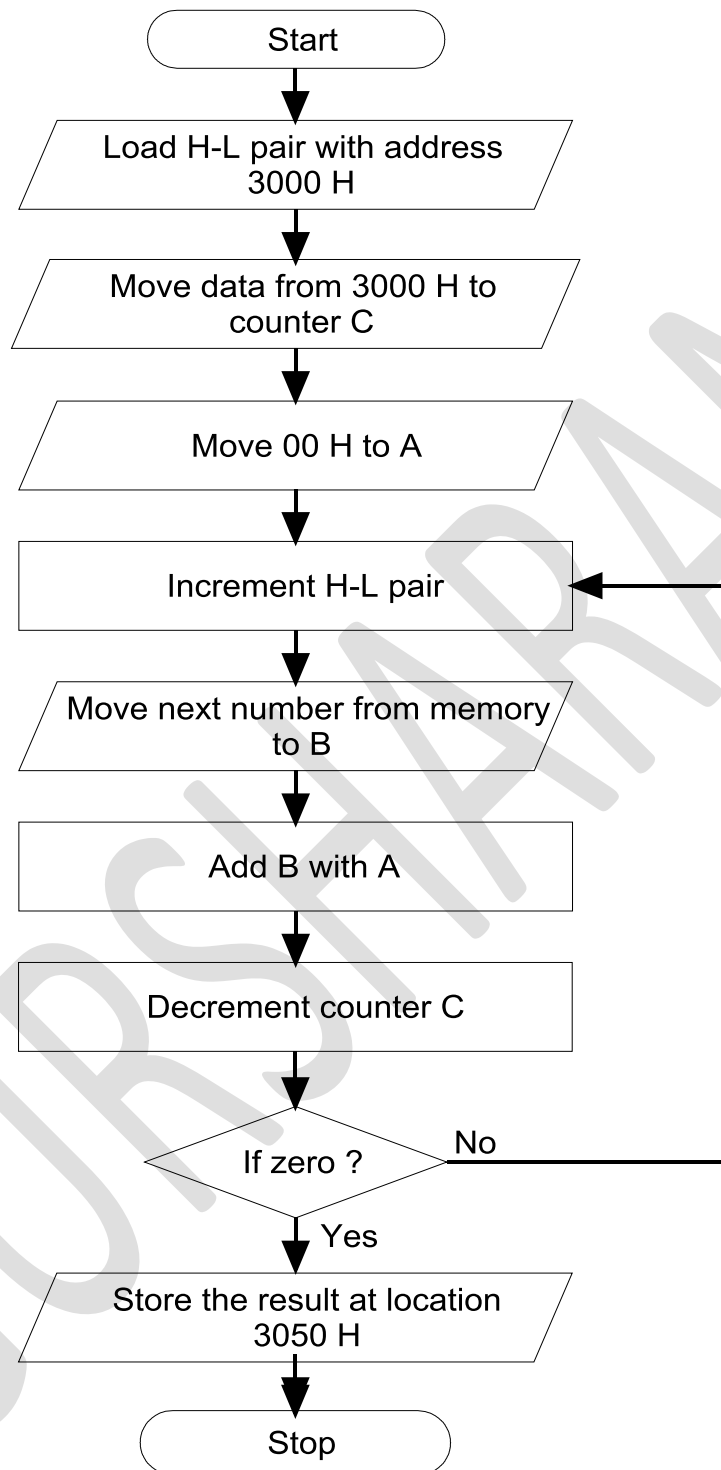 Start
Load H-L pair with address
3000 H
Move data from 3000 H to
counter C
Move 00 H to A
Increment H-L pair
Move next number from memory
to B
Add B with A
Decrement counter C
If zero ?
No
Yes
Store the result at location
3050 H
Stop